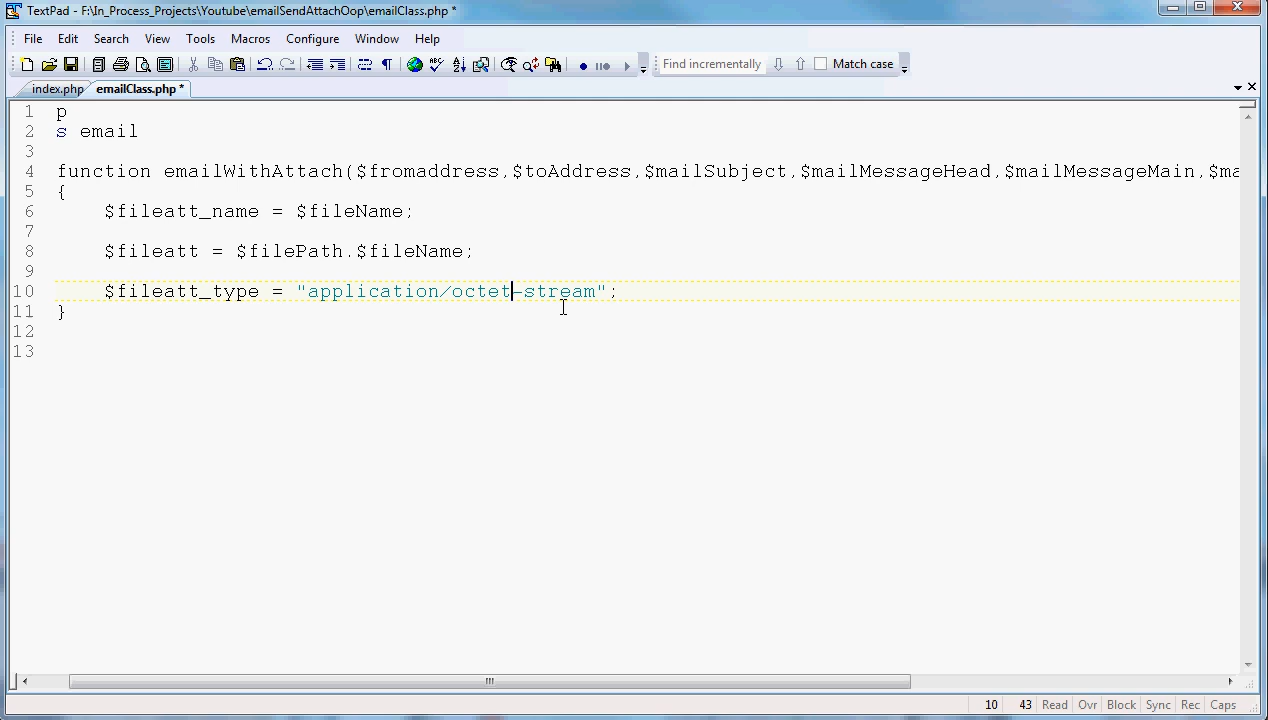 TextPad - F:\In_Process_Projects\Youtube\emailSendAttachOop\emailClass.php *
File Edit Search View Tools Macros Configure Window Help
Find incrementally Match case
index.php emailClass.php *
1 p
2 s email
3
4 function emailWithAttach($fromaddress,$toAddress,$mailSubject,$mailMessageHead,$mailMessageMain,$ma
5 {
6 $fileatt_name = $fileName;
7
8 $fileatt = $filePath.$fileName;
9
10 $fileatt_type = "application/octet-stream";
11 }
12
13
10 43 Read Ovr Block Sync Rec Caps